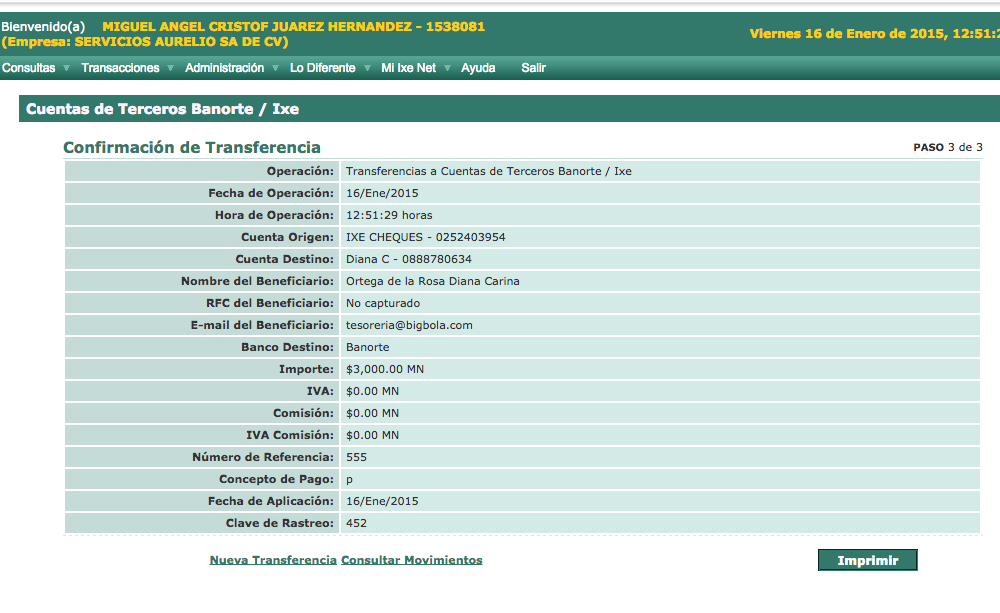 Bienvenido(a) MIGUEL ANGEL CRISTOF JUAREZ HERNANDEZ - 1538081
(Empresa: SERVICIOS AURELIO SA DE CV)
Viernes 16 de Enero de 2015, 12:51:2
Consultas Transacciones Administración Lo Diferente Mi Ixe Net Ayuda Salir
Cuentas de Terceros Banorte / Ixe
Confirmación de Transferencia PASO 3 de 3
Operación: Transferencias a Cuentas de Terceros Banorte / Ixe
Fecha de Operación: 16/Ene/2015
Hora de Operación: 12:51:29 horas
Cuenta Origen: IXE CHEQUES - 0252403954
Cuenta Destino: Diana C - 0888780634
Nombre del Beneficiario: Ortega de la Rosa Diana Carina
RFC del Beneficiario: No capturado
E-mail del Beneficiario: tesoreria@bigbola.com
Banco Destino: Banorte
Importe: $3,000.00 MN
IVA: $0.00 MN
Comisión: $0.00 MN
IVA Comisión: $0.00 MN
Número de Referencia: 555
Concepto de Pago: p
Fecha de Aplicación: 16/Ene/2015
Clave de Rastreo: 452
Nueva Transferencia Consultar Movimientos Imprimir